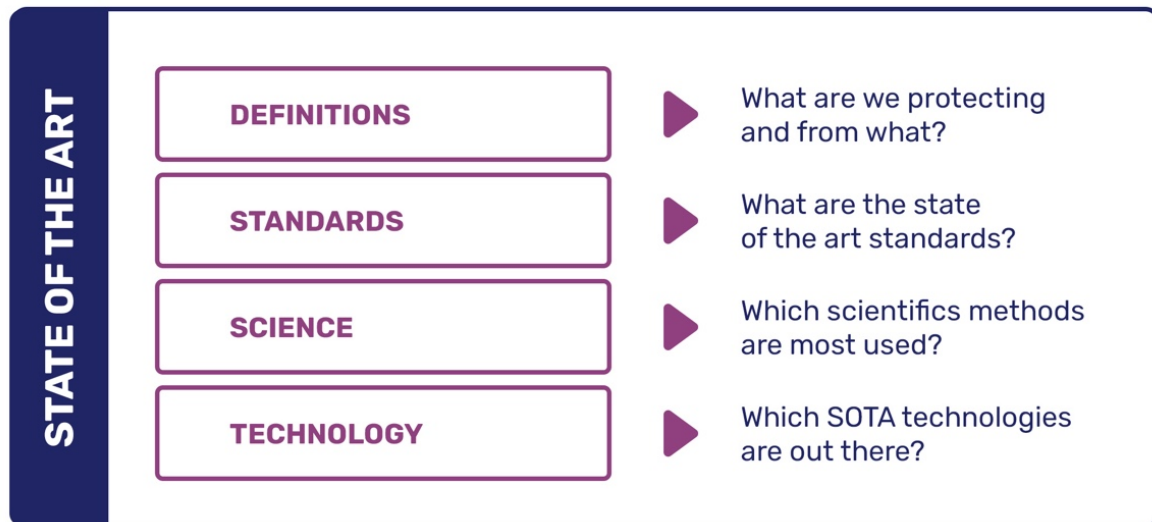 STATE OF THE ART
DEFINITIONS
What are we protecting
and from what?
STANDARDS
What are the state
of the art standards?
SCIENCE
Which scientifics methods
are most used?
TECHNOLOGY
Which SOTA technologies
are out there?